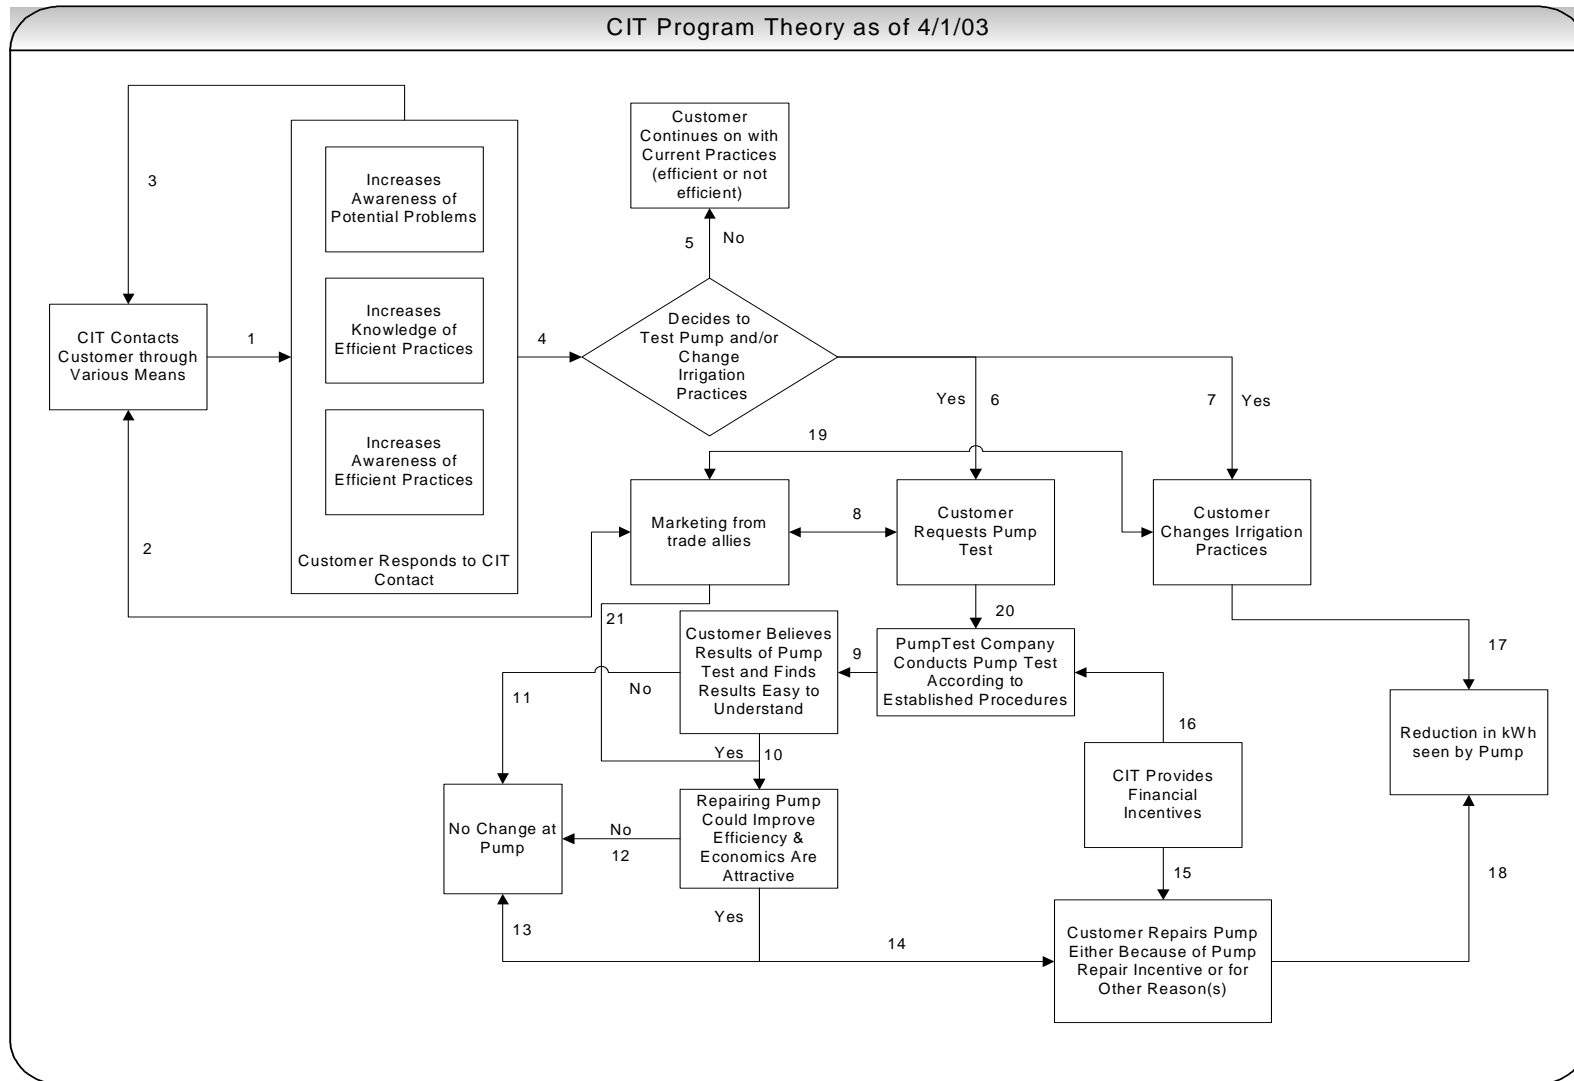 CIT Program Theory as of 4/1/03
3
Increases
Awareness of
Potential Problems
Customer
Continues on with
Current Practices
(efficient or not
efficient)
5
No
CIT Contacts
Customer through
Various Means
1
Increases
Knowledge of
Efficient Practices
4
Decides to
Test Pump and/or
Change
Irrigation
Practices
Yes
6
7
Yes
19
Increases
Awareness of
Efficient Practices
2
Customer Responds to CIT
Contact
Marketing from
trade allies
8
Customer
Requests Pump
Test
Customer
Changes Irrigation
Practices
21
20
Customer Believes
Results of Pump
Test and Finds
Results Easy to
Understand
9
PumpTest Company
Conducts Pump Test
According to
Established Procedures
17
11
No
16
Yes
10
Reduction in kWh
seen by Pump
CIT Provides
Financial
Incentives
No Change at
Pump
No
12
Repairing Pump
Could Improve
Efficiency &
Economics Are
Attractive
15
18
13
Yes
14
Customer Repairs Pump
Either Because of Pump
Repair Incentive or for
Other Reason(s)